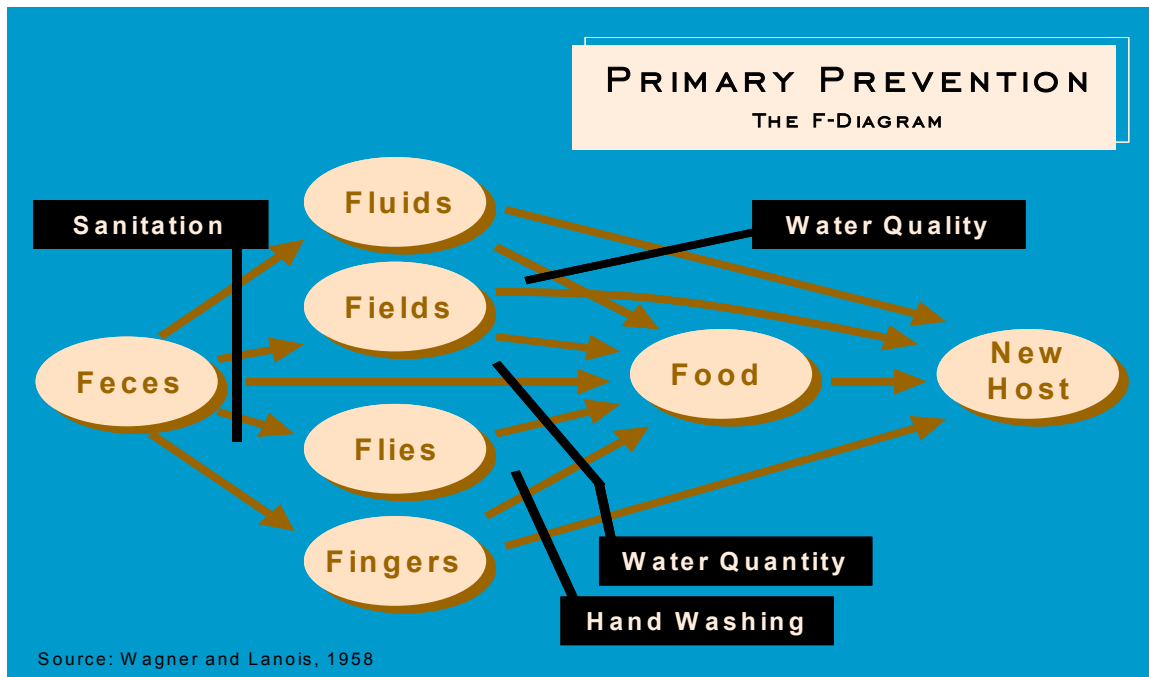 PRIMARY PREVENTION
THE F-DIAGRAM
Fluids
Sanitation
Water Quality
Fields
Feces
Food
New
Host
Flies
Fingers
Water Quantity
Hand Washing
Source: Wagner and Lanois, 1958